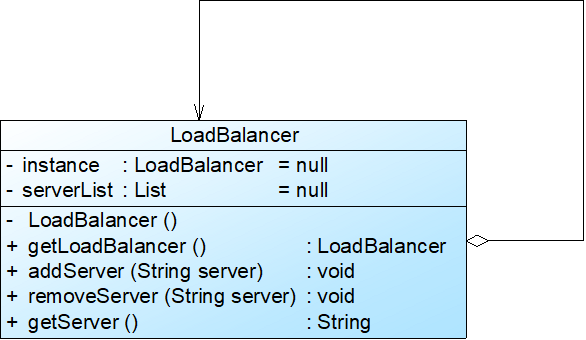 LoadBalancer
- instance : LoadBalancer = null
- serverList : List = null
- LoadBalancer ()
+ getLoadBalancer () : LoadBalancer
+ addServer (String server) : void
+ removeServer (String server) : void
+ getServer () : String